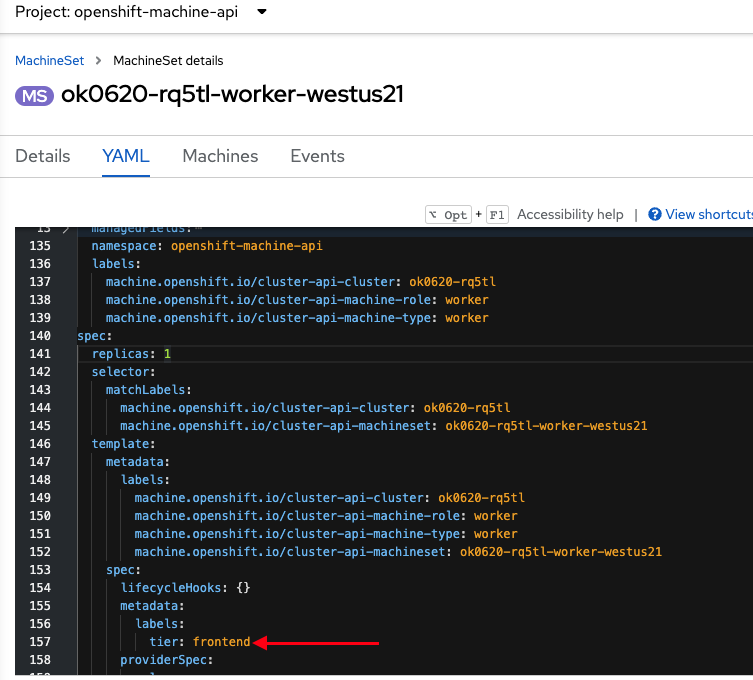 Project: openshift-machine-api
MachineSet > MachineSet details
MS ok0620-rq5tl-worker-westus21
Details YAML Machines Events
⌥ Opt + F1 Accessibility help | View shortcuts
13 managedFields:
135 namespace: openshift-machine-api
136 labels:
137 machine.openshift.io/cluster-api-cluster: ok0620-rq5tl
138 machine.openshift.io/cluster-api-machine-role: worker
139 machine.openshift.io/cluster-api-machine-type: worker
140 spec:
141 replicas: 1
142 selector:
143 matchLabels:
144 machine.openshift.io/cluster-api-cluster: ok0620-rq5tl
145 machine.openshift.io/cluster-api-machineset: ok0620-rq5tl-worker-westus21
146 template:
147 metadata:
148 labels:
149 machine.openshift.io/cluster-api-cluster: ok0620-rq5tl
150 machine.openshift.io/cluster-api-machine-role: worker
151 machine.openshift.io/cluster-api-machine-type: worker
152 machine.openshift.io/cluster-api-machineset: ok0620-rq5tl-worker-westus21
153 spec:
154 lifecycleHooks: {}
155 metadata:
156 labels:
157 tier: frontend
158 providerSpec: